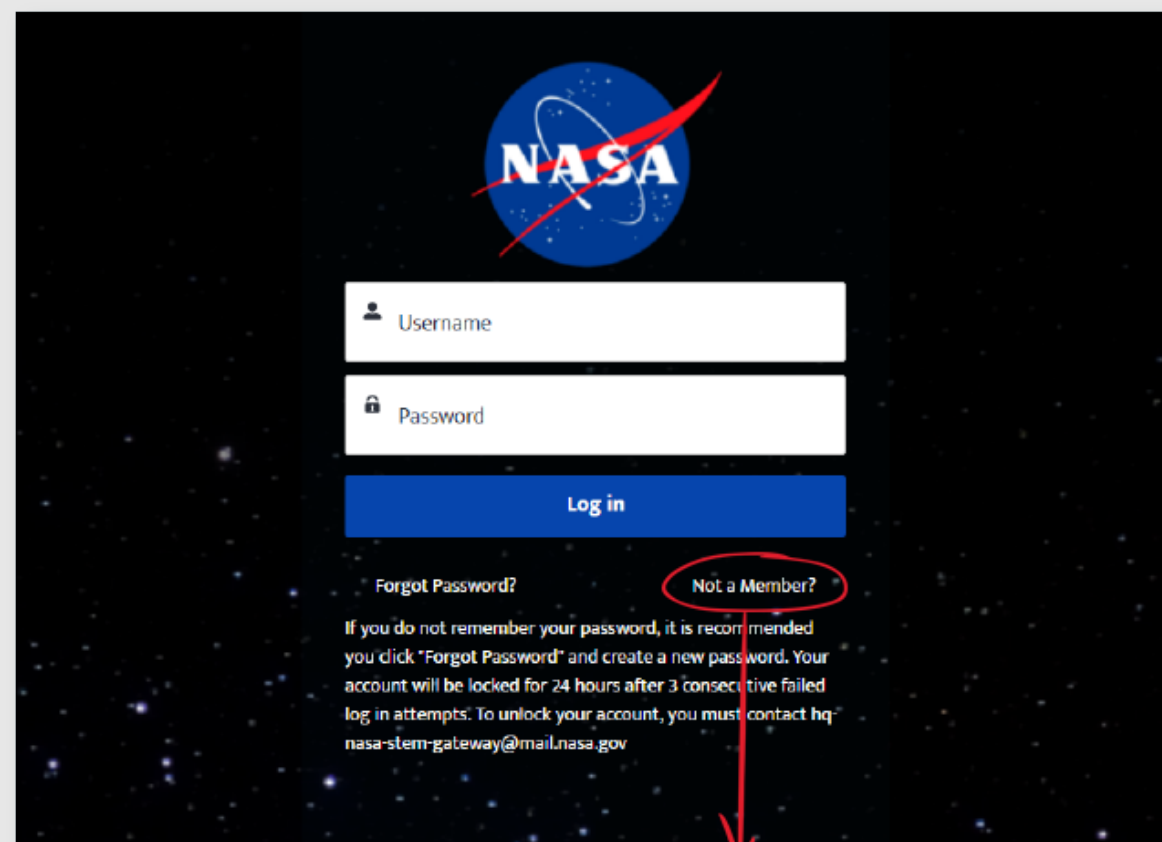 NASA
Username
Password
Log in
Forgot Password?
Not a Member?
If you do not remember your password, it is recommended
you click "Forgot Password" and create a new password. Your
account will be locked for 24 hours after 3 consecutive failed
log in attempts. To unlock your account, you must contact hq-
nasa-stem-gateway@mail.nasa.gov